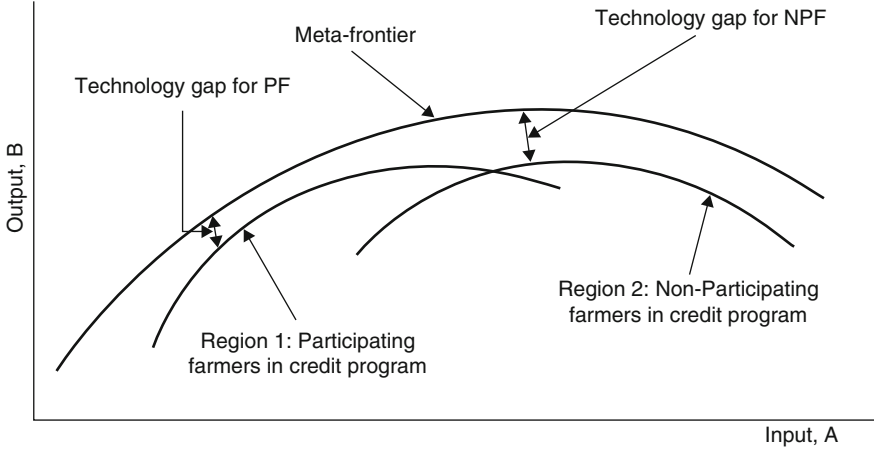 Technology gap for NPF
Meta-frontier
Technology gap for PF
Output, B
Region 2: Non-Participating
farmers in credit program
Region 1: Participating
farmers in credit program
Input, A